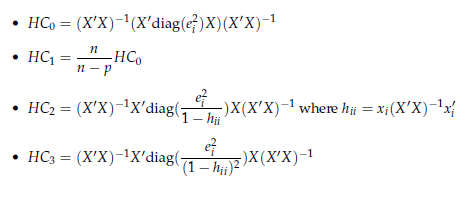 • HC₀ = (X′X)⁻¹(X′diag(eᵢ²)X)(X′X)⁻¹
• HC₁ = n/(n − p) HC₀
• HC₂ = (X′X)⁻¹X′diag(eᵢ²/(1 − hᵢᵢ))X(X′X)⁻¹ where hᵢᵢ = xᵢ(X′X)⁻¹xᵢ′
• HC₃ = (X′X)⁻¹X′diag(eᵢ²/(1 − hᵢᵢ)²)X(X′X)⁻¹